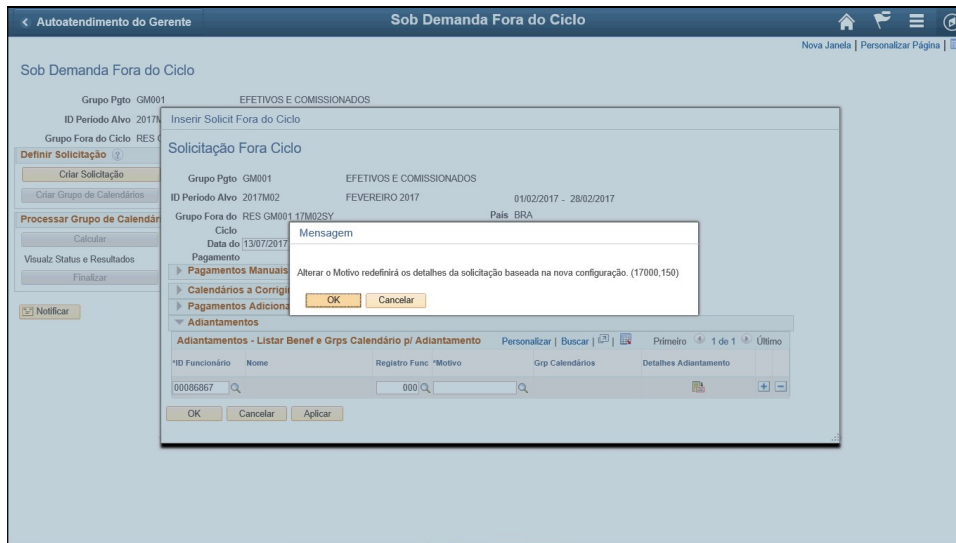 Autoatendimento do Gerente
Sob Demanda Fora do Ciclo
Nova Janela | Personalizar Página |
Sob Demanda Fora do Ciclo
Grupo Pgto GM001 EFETIVOS E COMISSIONADOS
ID Período Alvo
Grupo Fora do Ciclo RES
Definir Solicitação
Criar Solicitação
Criar Grupo de Calendários
Processar Grupo de
Calcular
Visualz Status e Resultados
Finalizar
Notificar
Inserir Solicit Fora do Ciclo
Solicitação Fora Ciclo
Grupo Pgto GM001 EFETIVOS E COMISSIONADOS
ID Período Alvo 2017M02 FEVEREIRO 2017 01/02/2017 - 28/02/2017
Grupo Fora do Ciclo RES GM001 17M02SY País BRA
Data do Pagamento 13/07/2017
Pagamentos Manuais
Calendários a
Pagamentos
Adiantamentos
Adiantamentos - Listar Benef e Grps Calendário p/ Adiantamento Personalizar | Buscar | | Primeiro 1 de 1 Último
*ID Funcionário Nome Registro Func *Motivo Grp Calendários Detalhes Adiantamento
00086867 000
OK Cancelar Aplicar
Mensagem
Alterar o Motivo redefinirá os detalhes da solicitação baseada na nova configuração. (17000,150)
OK Cancelar